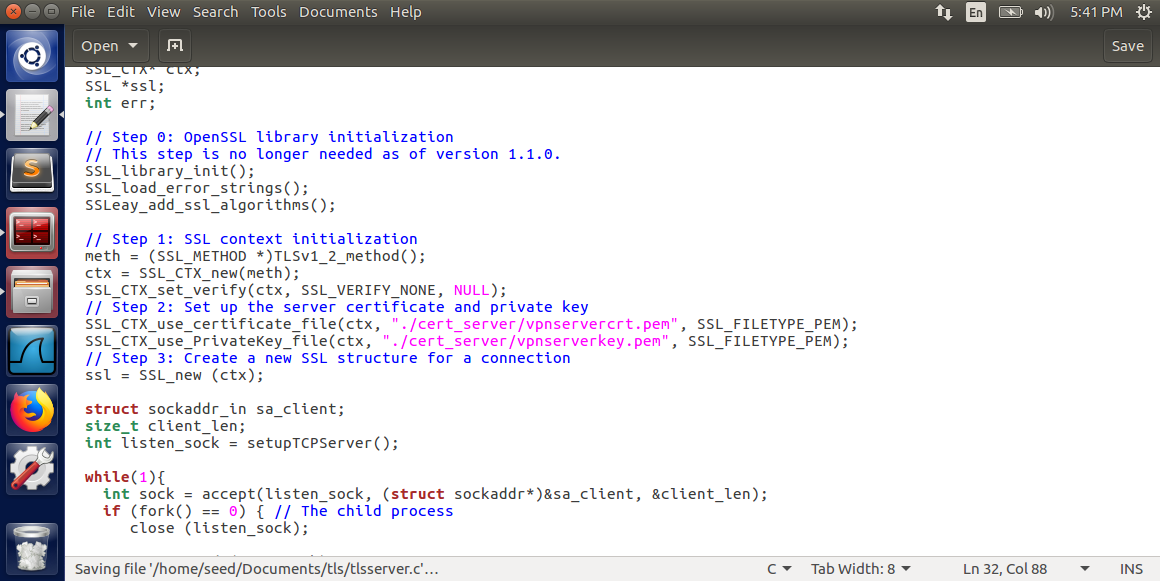 File Edit View Search Tools Documents Help
En
5:41 PM
Open
Save
SSL_CTX* ctx;
SSL *ssl;
int err;
// Step 0: OpenSSL library initialization
// This step is no longer needed as of version 1.1.0.
SSL_library_init();
SSL_load_error_strings();
SSLeay_add_ssl_algorithms();
// Step 1: SSL context initialization
meth = (SSL_METHOD *)TLSv1_2_method();
ctx = SSL_CTX_new(meth);
SSL_CTX_set_verify(ctx, SSL_VERIFY_NONE, NULL);
// Step 2: Set up the server certificate and private key
SSL_CTX_use_certificate_file(ctx, "./cert_server/vpnservercrt.pem", SSL_FILETYPE_PEM);
SSL_CTX_use_PrivateKey_file(ctx, "./cert_server/vpnserverkey.pem", SSL_FILETYPE_PEM);
// Step 3: Create a new SSL structure for a connection
ssl = SSL_new (ctx);
struct sockaddr_in sa_client;
size_t client_len;
int listen_sock = setupTCPServer();
while(1){
int sock = accept(listen_sock, (struct sockaddr*)&sa_client, &client_len);
if (fork() == 0) { // The child process
close (listen_sock);
Saving file '/home/seed/Documents/tls/tlsserver.c'…
C
Tab Width: 8
Ln 32, Col 88
INS